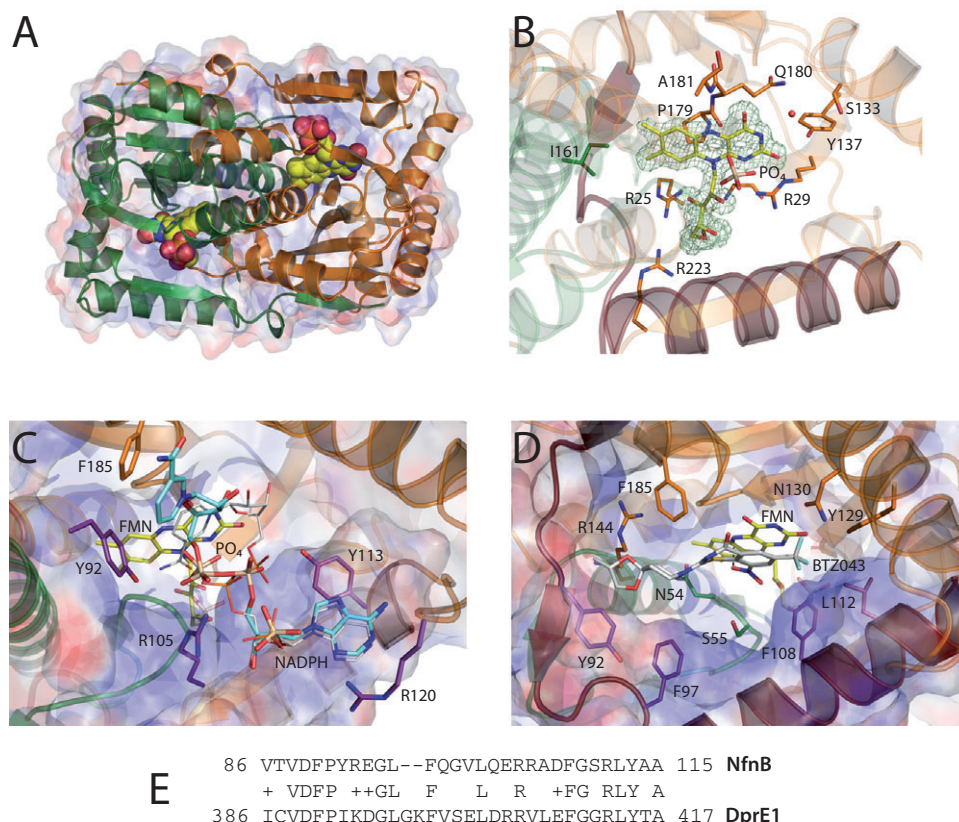 A
B
A181
Q180
S133
P179
Y137
I161
PO4
R25
R29
R223
C
F185
FMN
PO4
Y113
Y92
R105
NADPH
R120
D
F185
N130
FMN
Y129
R144
BTZ043
N54
L112
S55
F108
Y92
F97
E
86 VTVDFPYREGL--FQGVLQERRADFGSRLYAA 115 NfnB
+ VDFP ++GL F L R +FG RLY A
386 ICVDFPIKDGLGKFVSELDRRVLEFGGRLYTA 417 DprE1